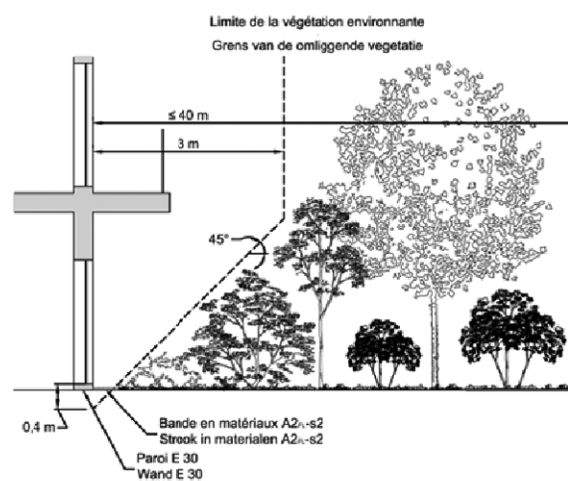 Limite de la végétation environnante
Grens van de omliggende vegetatie
≤ 40 m
3 m
45°
0,4 m
Bande en matériaux A2FL-s2
Strook in materialen A2FL-s2
Paroi E 30
Wand E 30